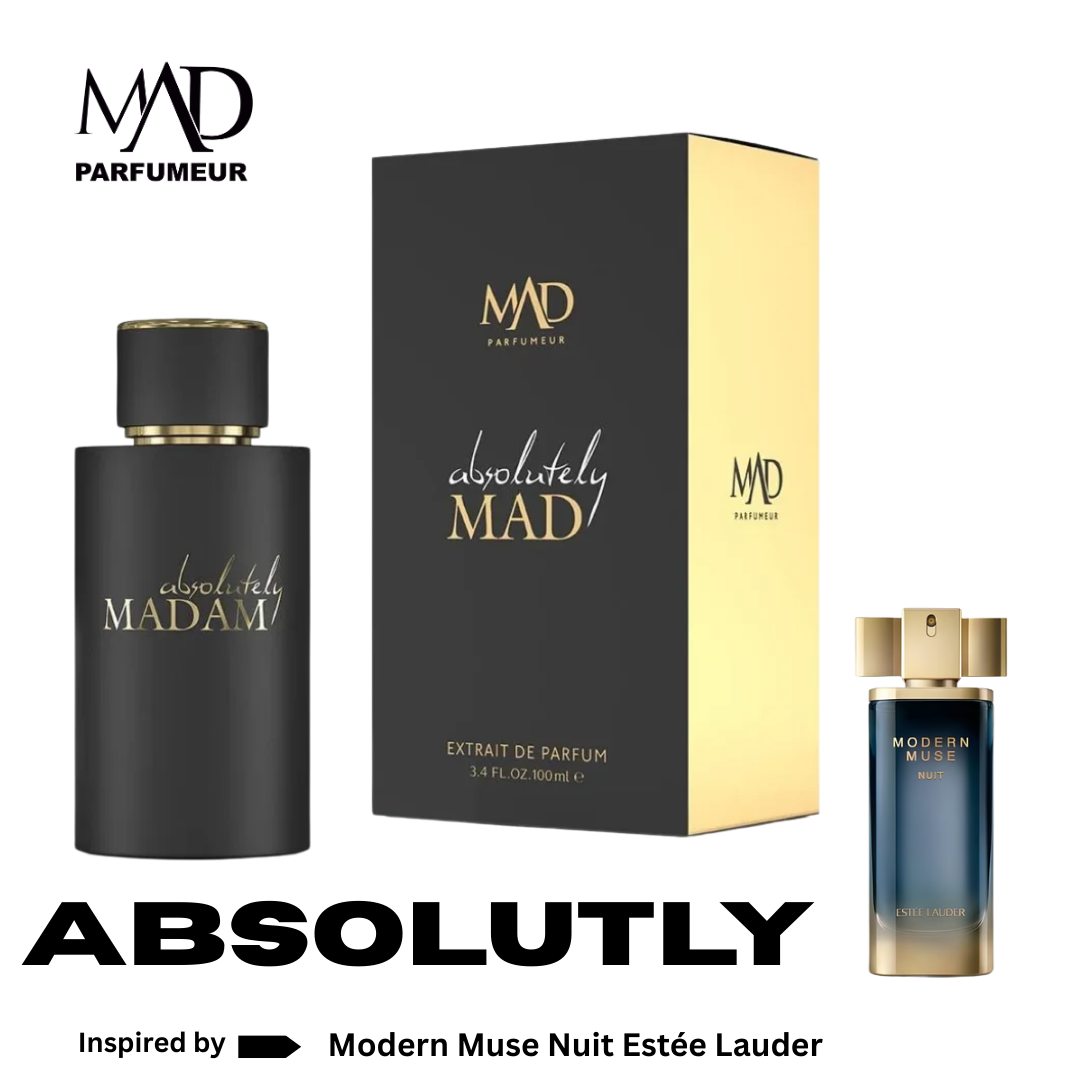 MAD
PARFUMEUR
MAD
PARFUMEUR
absolutely
MAD
MAD
PARFUMEUR
EXTRAIT DE PARFUM
3.4 FL.OZ.100ml ℮
absolutely
MADAM
MODERN
MUSE
NUIT
ESTEE LAUDER
ABSOLUTLY
Inspired by
Modern Muse Nuit Estée Lauder